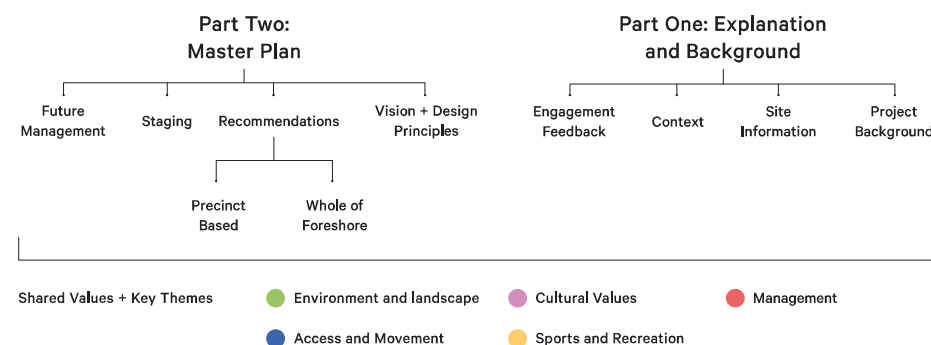 Part Two:
Master Plan
Part One: Explanation
and Background
Future
Management
Staging
Recommendations
Vision + Design
Principles
Engagement
Feedback
Context
Site
Information
Project
Background
Precinct
Based
Whole of
Foreshore
Shared Values + Key Themes
Environment and landscape
Cultural Values
Management
Access and Movement
Sports and Recreation